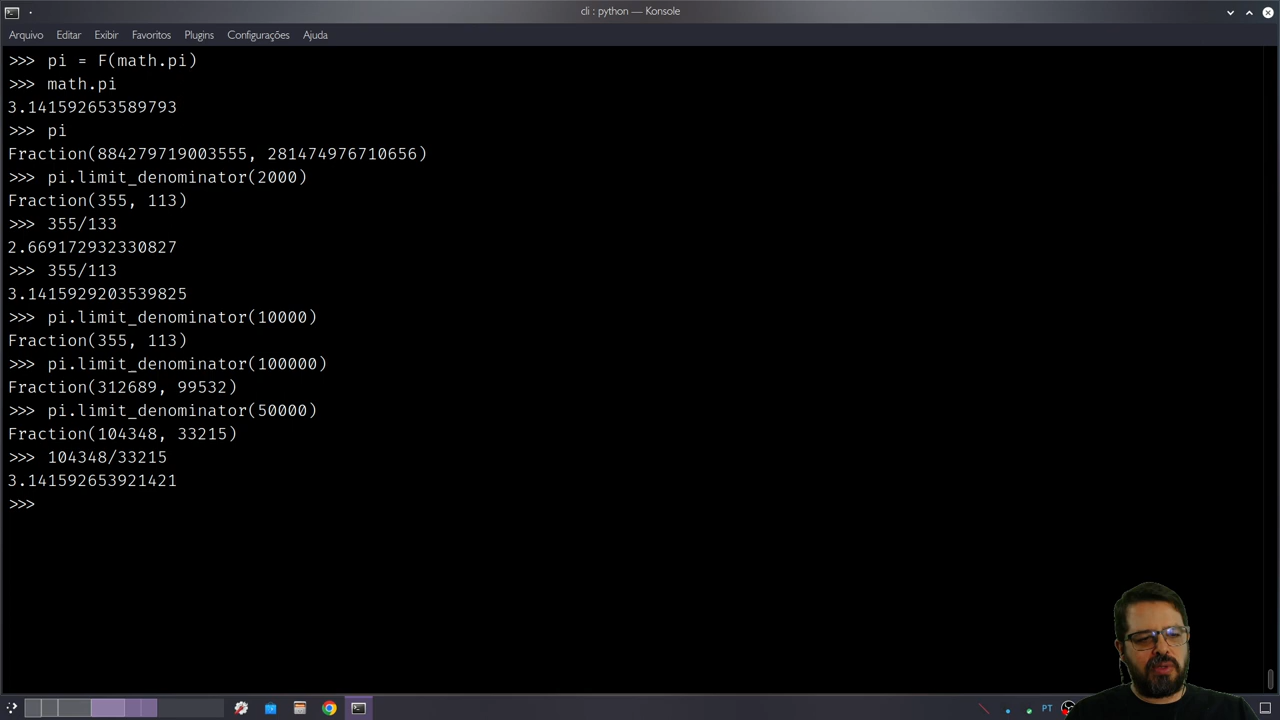 cli : python — Konsole
Arquivo Editar Exibir Favoritos Plugins Configurações Ajuda
>>> pi = F(math.pi)
>>> math.pi
3.141592653589793
>>> pi
Fraction(884279719003555, 281474976710656)
>>> pi.limit_denominator(2000)
Fraction(355, 113)
>>> 355/133
2.669172932330827
>>> 355/113
3.1415929203539825
>>> pi.limit_denominator(10000)
Fraction(355, 113)
>>> pi.limit_denominator(100000)
Fraction(312689, 99532)
>>> pi.limit_denominator(50000)
Fraction(104348, 33215)
>>> 104348/33215
3.141592653921421
>>>
PT